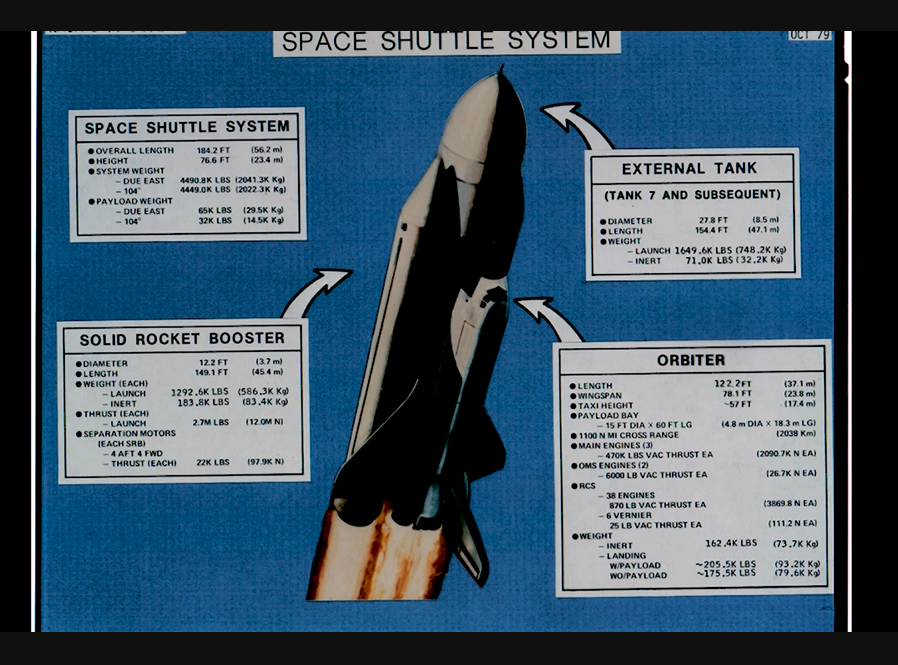 SPACE SHUTTLE SYSTEM
OCT 79
SPACE SHUTTLE SYSTEM
● OVERALL LENGTH 184.2 FT (56.2 m)
● HEIGHT 76.6 FT (23.4 m)
● SYSTEM WEIGHT
– DUE EAST 4490.8K LBS (2041.3K Kg)
– 104° 4449.0K LBS (2022.3K Kg)
● PAYLOAD WEIGHT
– DUE EAST 65K LBS (29.5K Kg)
– 104° 32K LBS (14.5K Kg)
EXTERNAL TANK
(TANK 7 AND SUBSEQUENT)
● DIAMETER 27.8 FT (8.5 m)
● LENGTH 154.4 FT (47.1 m)
● WEIGHT
– LAUNCH 1649.6K LBS (748.2K Kg)
– INERT 71.0K LBS (32.2K Kg)
SOLID ROCKET BOOSTER
● DIAMETER 12.2 FT (3.7 m)
● LENGTH 149.1 FT (45.4 m)
● WEIGHT (EACH)
– LAUNCH 1292.6K LBS (586.3K Kg)
– INERT 183.8K LBS (83.4K Kg)
● THRUST (EACH)
– LAUNCH 2.7M LBS (12.0M N)
● SEPARATION MOTORS
(EACH SRB)
– 4 AFT 4 FWD
– THRUST (EACH) 22K LBS (97.9K N)
ORBITER
● LENGTH 122.2 FT (37.1 m)
● WINGSPAN 78.1 FT (23.8 m)
● TAXI HEIGHT ~57 FT (17.4 m)
● PAYLOAD BAY
– 15 FT DIA × 60 FT LG (4.8 m DIA × 18.3 m LG)
● 1100 N MI CROSS RANGE (2038 Km)
● MAIN ENGINES (3)
– 470K LBS VAC THRUST EA (2090.7K N EA)
● OMS ENGINES (2)
– 6000 LB VAC THRUST EA (26.7K N EA)
● RCS
– 38 ENGINES
870 LB VAC THRUST EA (3869.8 N EA)
– 6 VERNIER
25 LB VAC THRUST EA (111.2 N EA)
● WEIGHT
– INERT 162.4K LBS (73.7K Kg)
– LANDING
W/PAYLOAD ~205.5K LBS (93.2K Kg)
WO/PAYLOAD ~175.5K LBS (79.6K Kg)